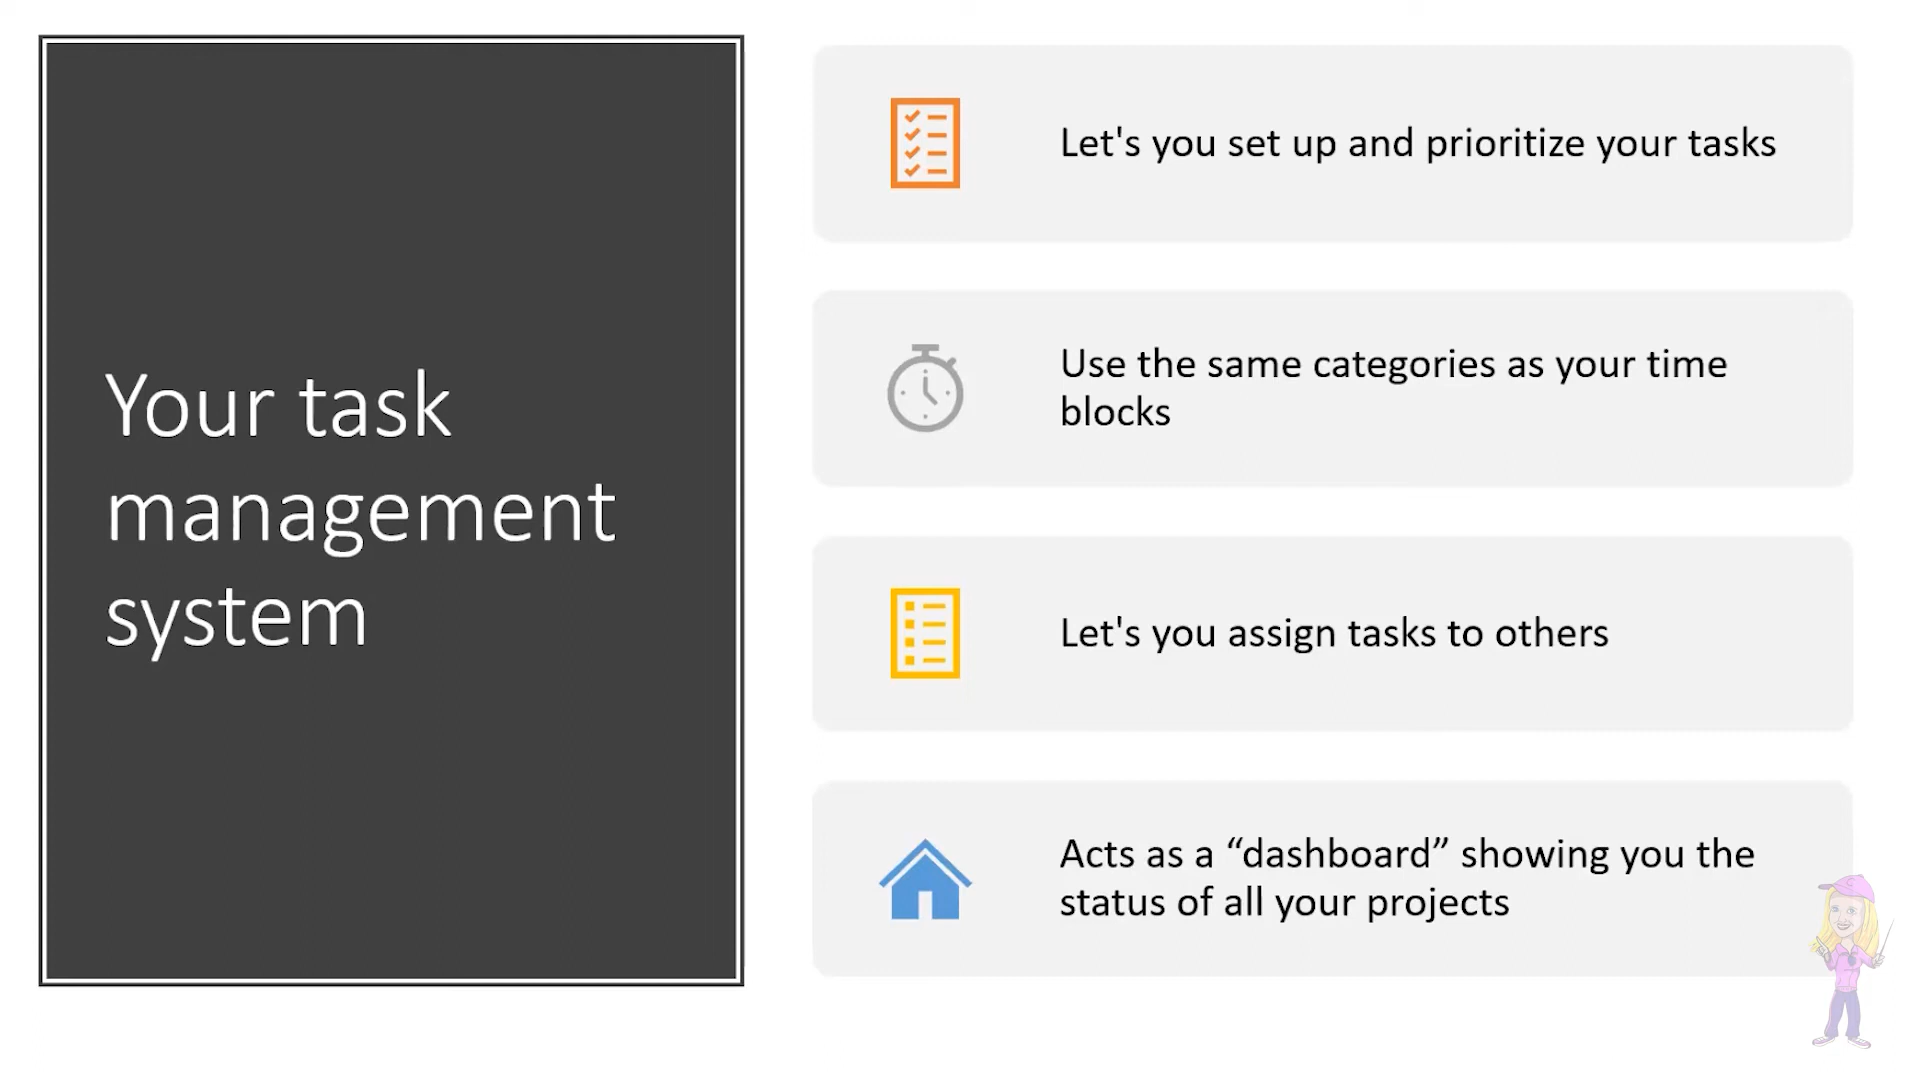 Your task
management
system
Let's you set up and prioritize your tasks
Use the same categories as your time
blocks
Let's you assign tasks to others
Acts as a “dashboard” showing you the
status of all your projects